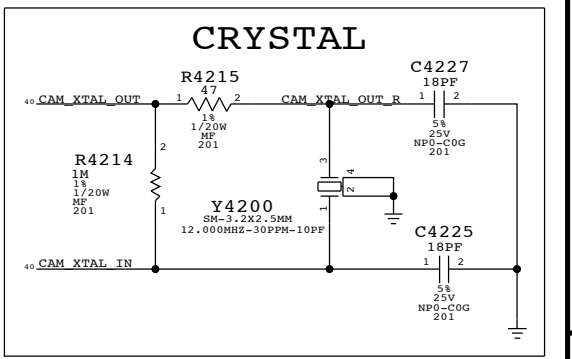 CRYSTAL
R4215
47
C4227
18PF
40 CAM_XTAL_OUT
1 2
CAM_XTAL_OUT_R
1 2
1%
1/20W
MF
201
5%
25V
NP0-C0G
201
2
R4214
1M
1%
1/20W
MF
201
1
3
4
2
1
Y4200
SM-3.2X2.5MM
12.000MHZ-30PPM-10PF
C4225
18PF
40 CAM_XTAL_IN
1 2
5%
25V
NP0-C0G
201